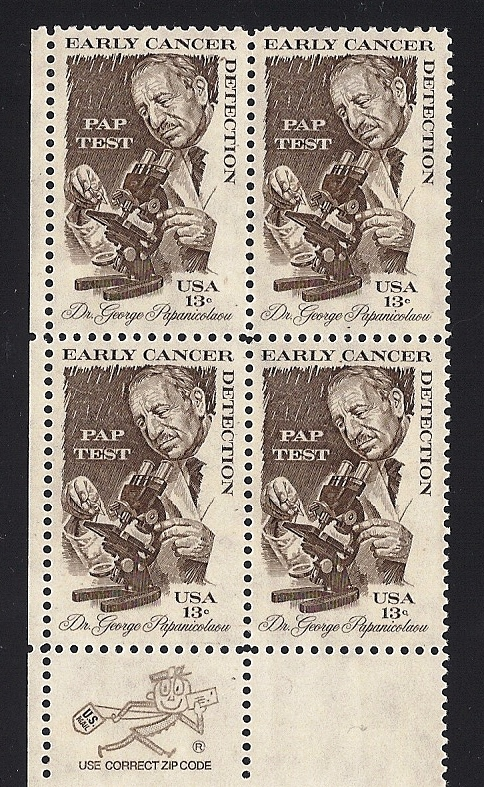 EARLY CANCER
DETECTION
PAP
TEST
USA
13c
Dr. George Papanicolaou
EARLY CANCER
DETECTION
PAP
TEST
USA
13c
Dr. George Papanicolaou
EARLY CANCER
DETECTION
PAP
TEST
USA
13c
Dr. George Papanicolaou
EARLY CANCER
DETECTION
PAP
TEST
USA
13c
Dr. George Papanicolaou
U.S.
MAIL
®
USE CORRECT ZIP CODE